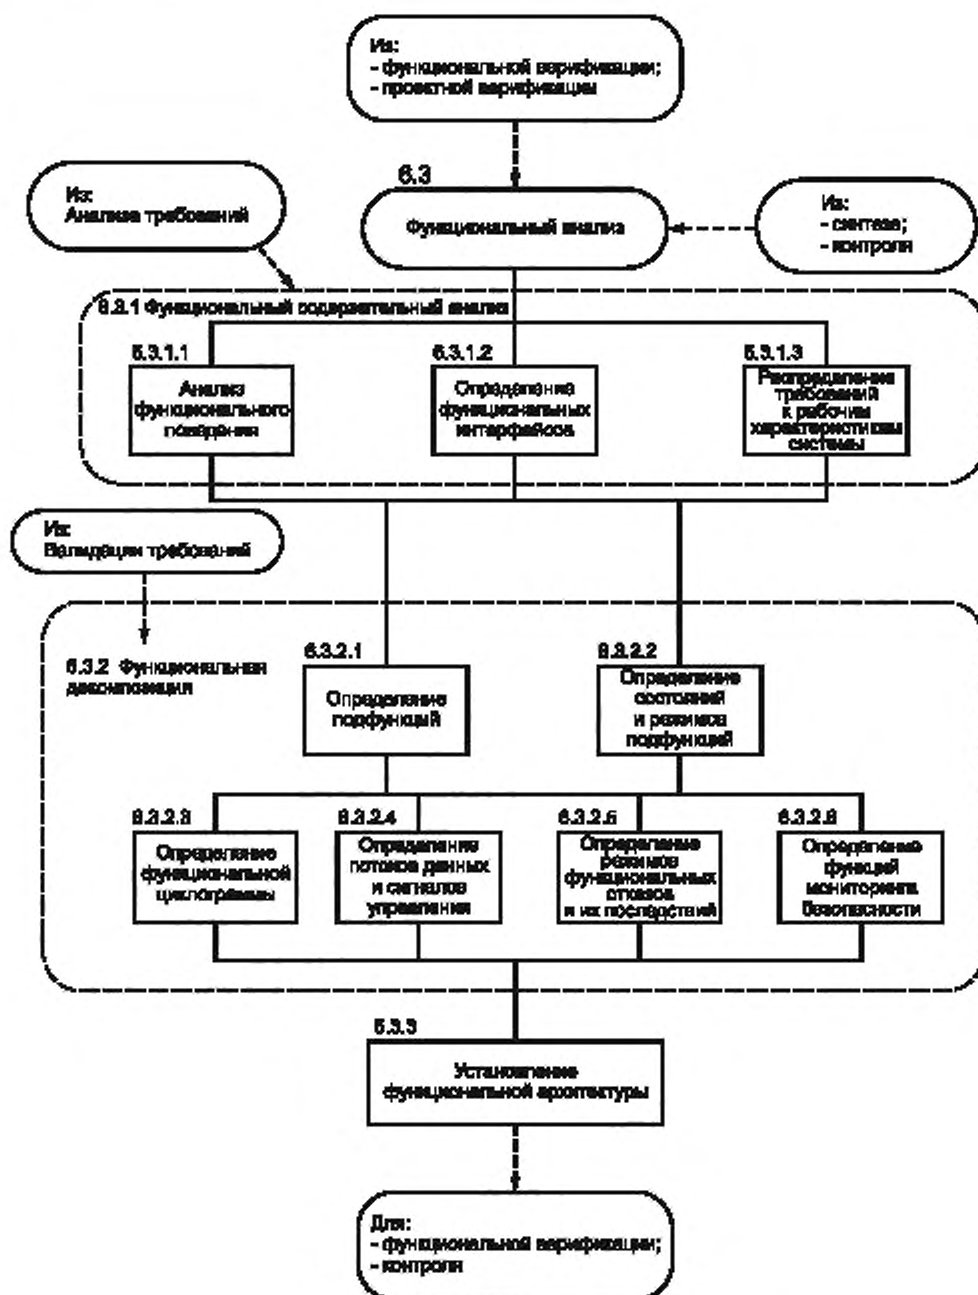 Из:
- функциональной верификации;
- проектной верификации
6.3
Из:
Анализа требований
Функциональный анализ
Из:
- синтеза;
- контроля
6.3.1 Функциональный содержательный анализ
6.3.1.1
Анализ
функционального
поведения
6.3.1.2
Определение
функциональных
интерфейсов
6.3.1.3
Распределение
требований
к рабочим
характеристикам
системы
Из:
Валидации требований
6.3.2 Функциональная
декомпозиция
6.3.2.1
Определение
подфункций
6.3.2.2
Определение
состояний
и режимов
подфункций
6.3.2.3
Определение
функциональной
циклограммы
6.3.2.4
Определение
потоков данных
и сигналов
управления
6.3.2.5
Определение
режимов
функциональных
отказов
и их последствий
6.3.2.6
Определение
функций
мониторинга
безопасности
6.3.3
Установление
функциональной архитектуры
Для:
- функциональной верификации;
- контроля